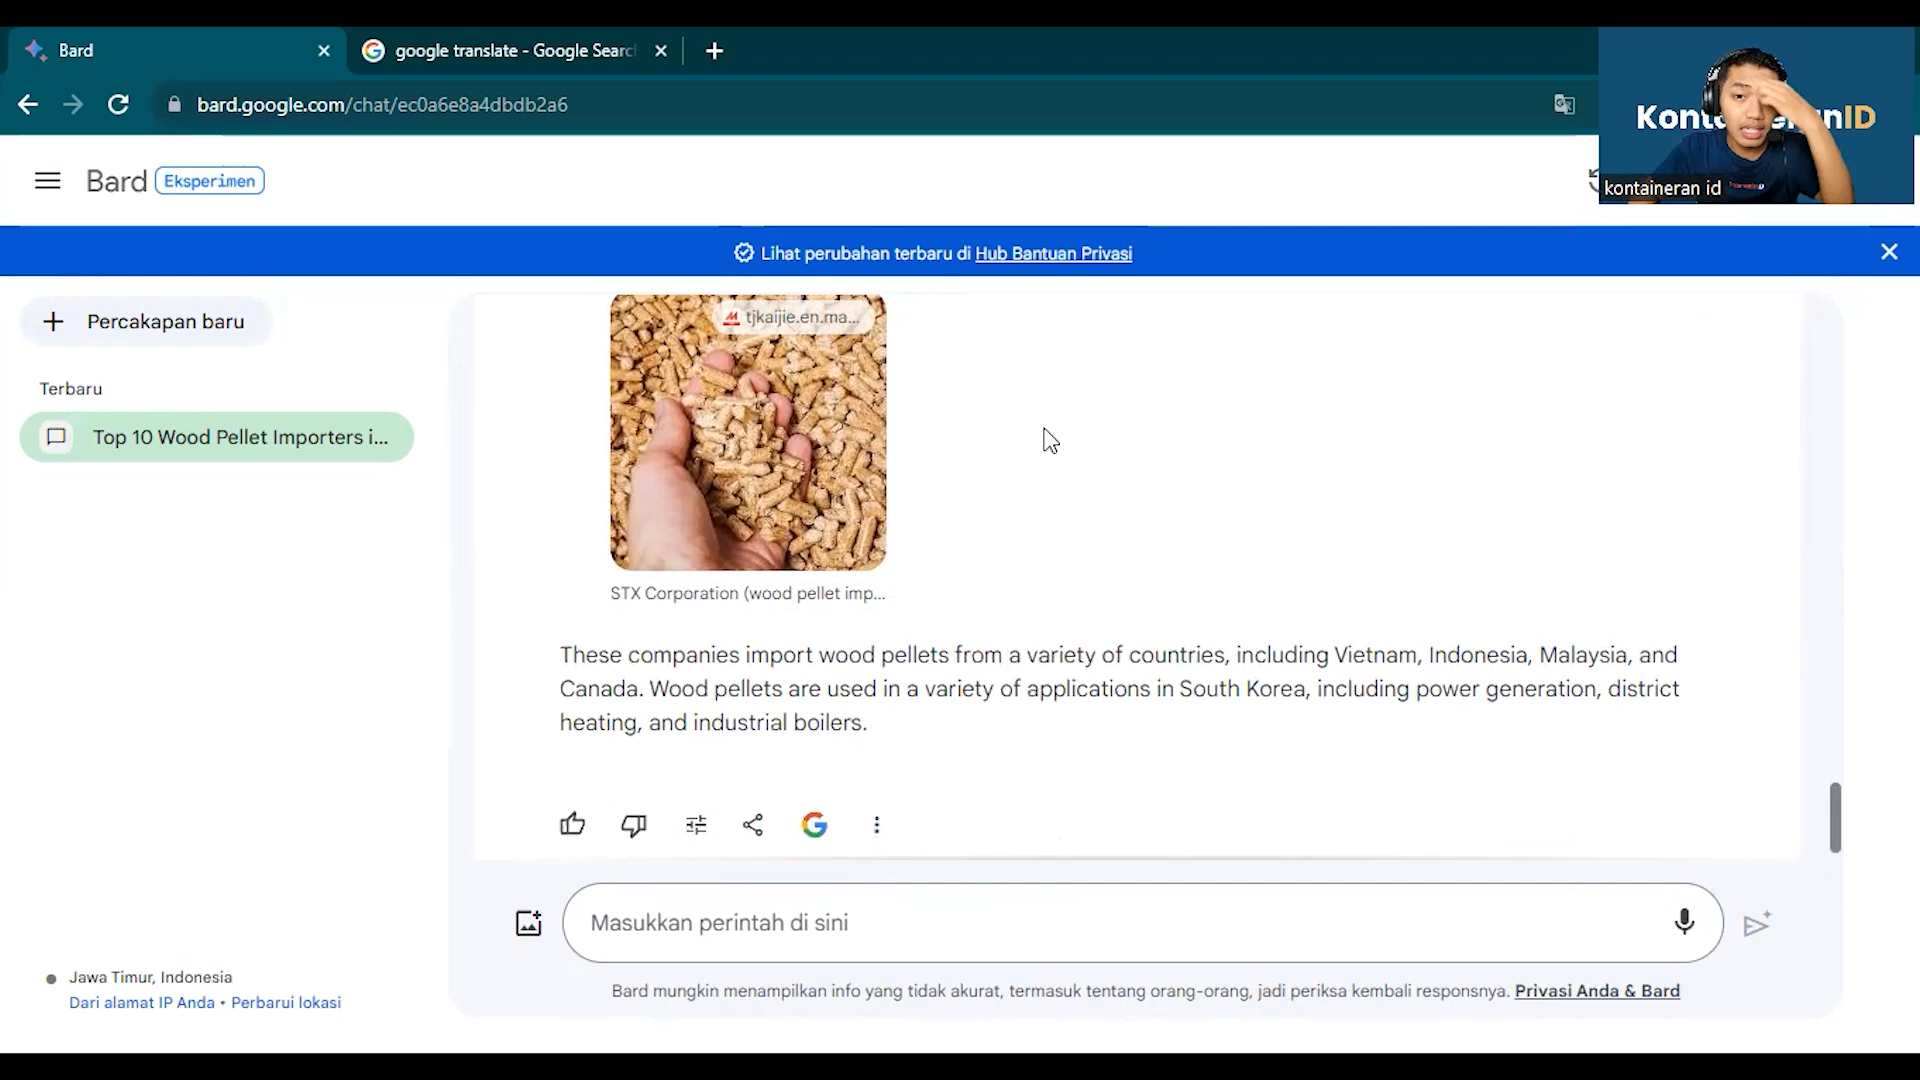 Bard
google translate - Google Searc
bard.google.com/chat/ec0a6e8a4dbdb2a6
Bard Eksperimen
Kont nID
kontaineran id
Lihat perubahan terbaru di Hub Bantuan Privasi
Percakapan baru
Terbaru
Top 10 Wood Pellet Importers i...
tjkaijie.en.ma...
STX Corporation (wood pellet imp...
These companies import wood pellets from a variety of countries, including Vietnam, Indonesia, Malaysia, and
Canada. Wood pellets are used in a variety of applications in South Korea, including power generation, district
heating, and industrial boilers.
Masukkan perintah di sini
Bard mungkin menampilkan info yang tidak akurat, termasuk tentang orang-orang, jadi periksa kembali responsnya. Privasi Anda & Bard
Jawa Timur, Indonesia
Dari alamat IP Anda • Perbarui lokasi